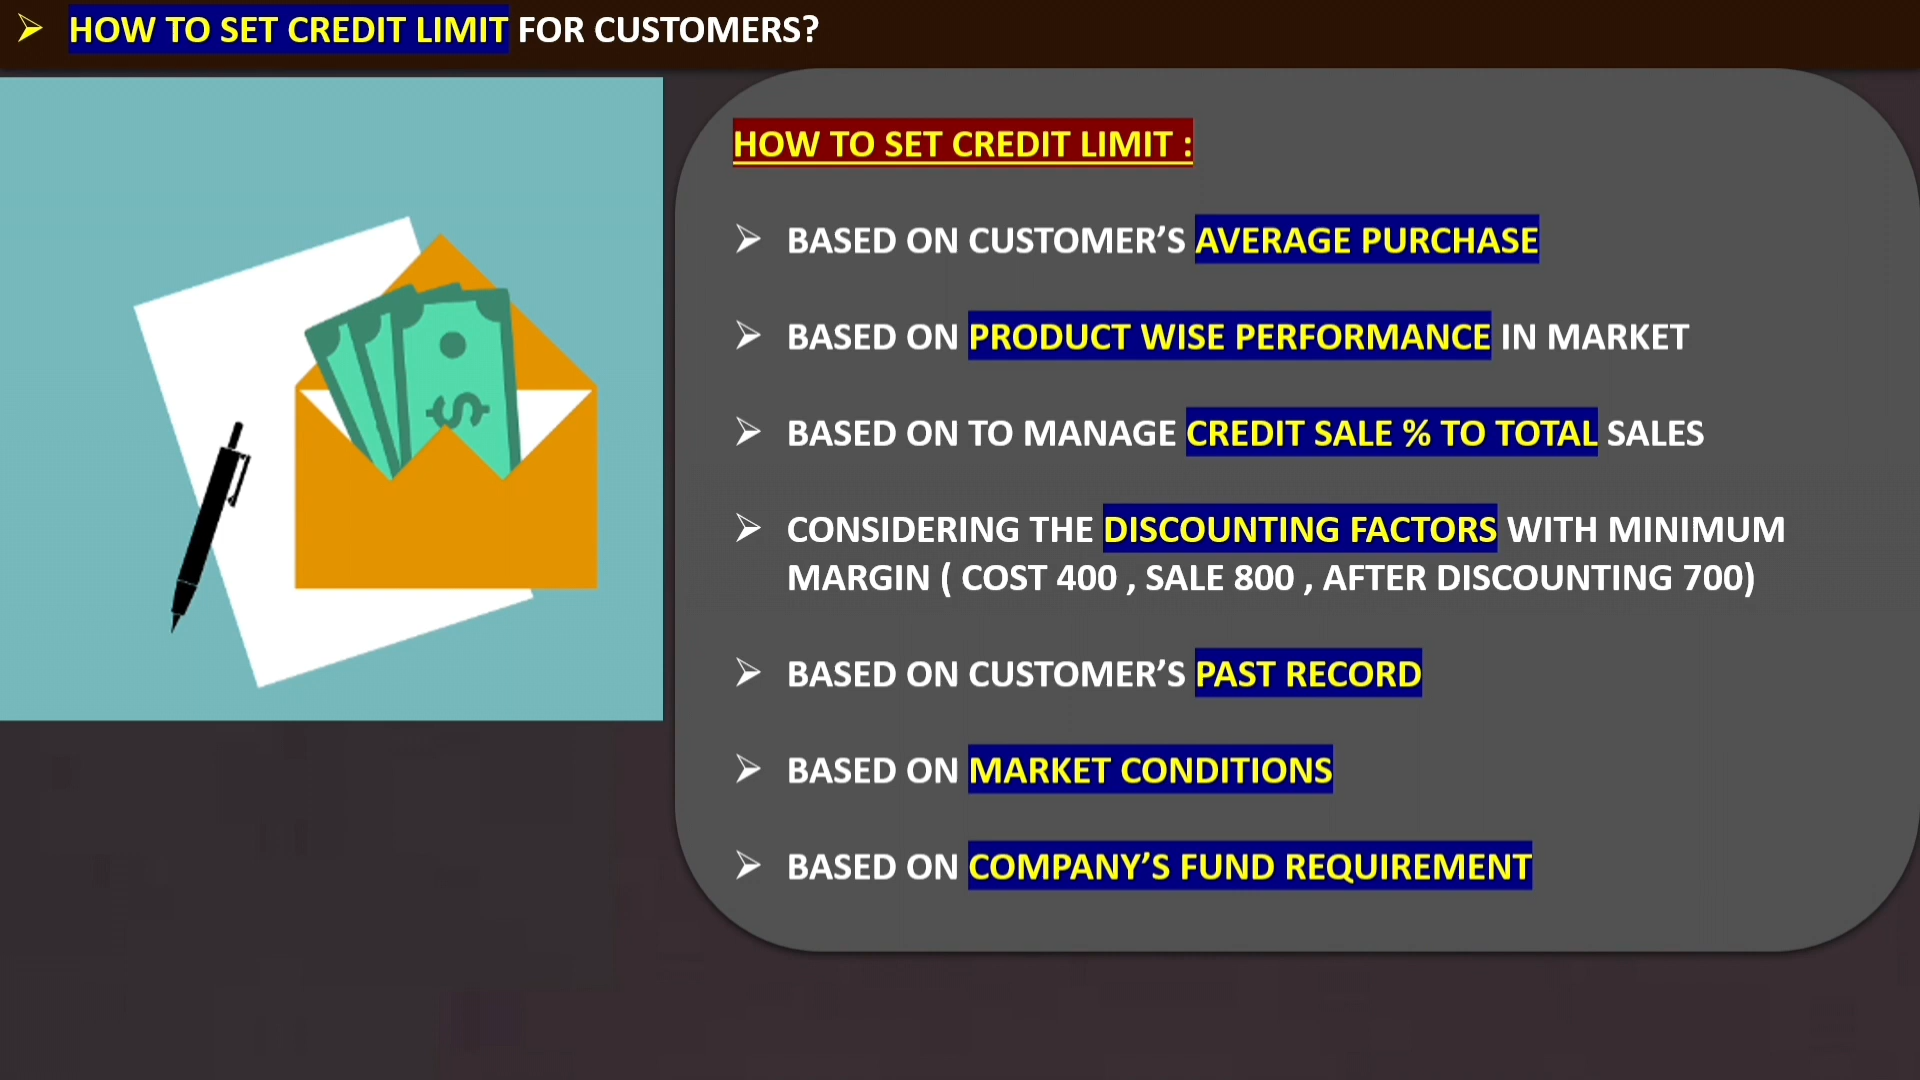 ➢ HOW TO SET CREDIT LIMIT FOR CUSTOMERS?
HOW TO SET CREDIT LIMIT :
➢ BASED ON CUSTOMER’S AVERAGE PURCHASE
➢ BASED ON PRODUCT WISE PERFORMANCE IN MARKET
➢ BASED ON TO MANAGE CREDIT SALE % TO TOTAL SALES
➢ CONSIDERING THE DISCOUNTING FACTORS WITH MINIMUM
MARGIN ( COST 400 , SALE 800 , AFTER DISCOUNTING 700)
➢ BASED ON CUSTOMER’S PAST RECORD
➢ BASED ON MARKET CONDITIONS
➢ BASED ON COMPANY’S FUND REQUIREMENT
$